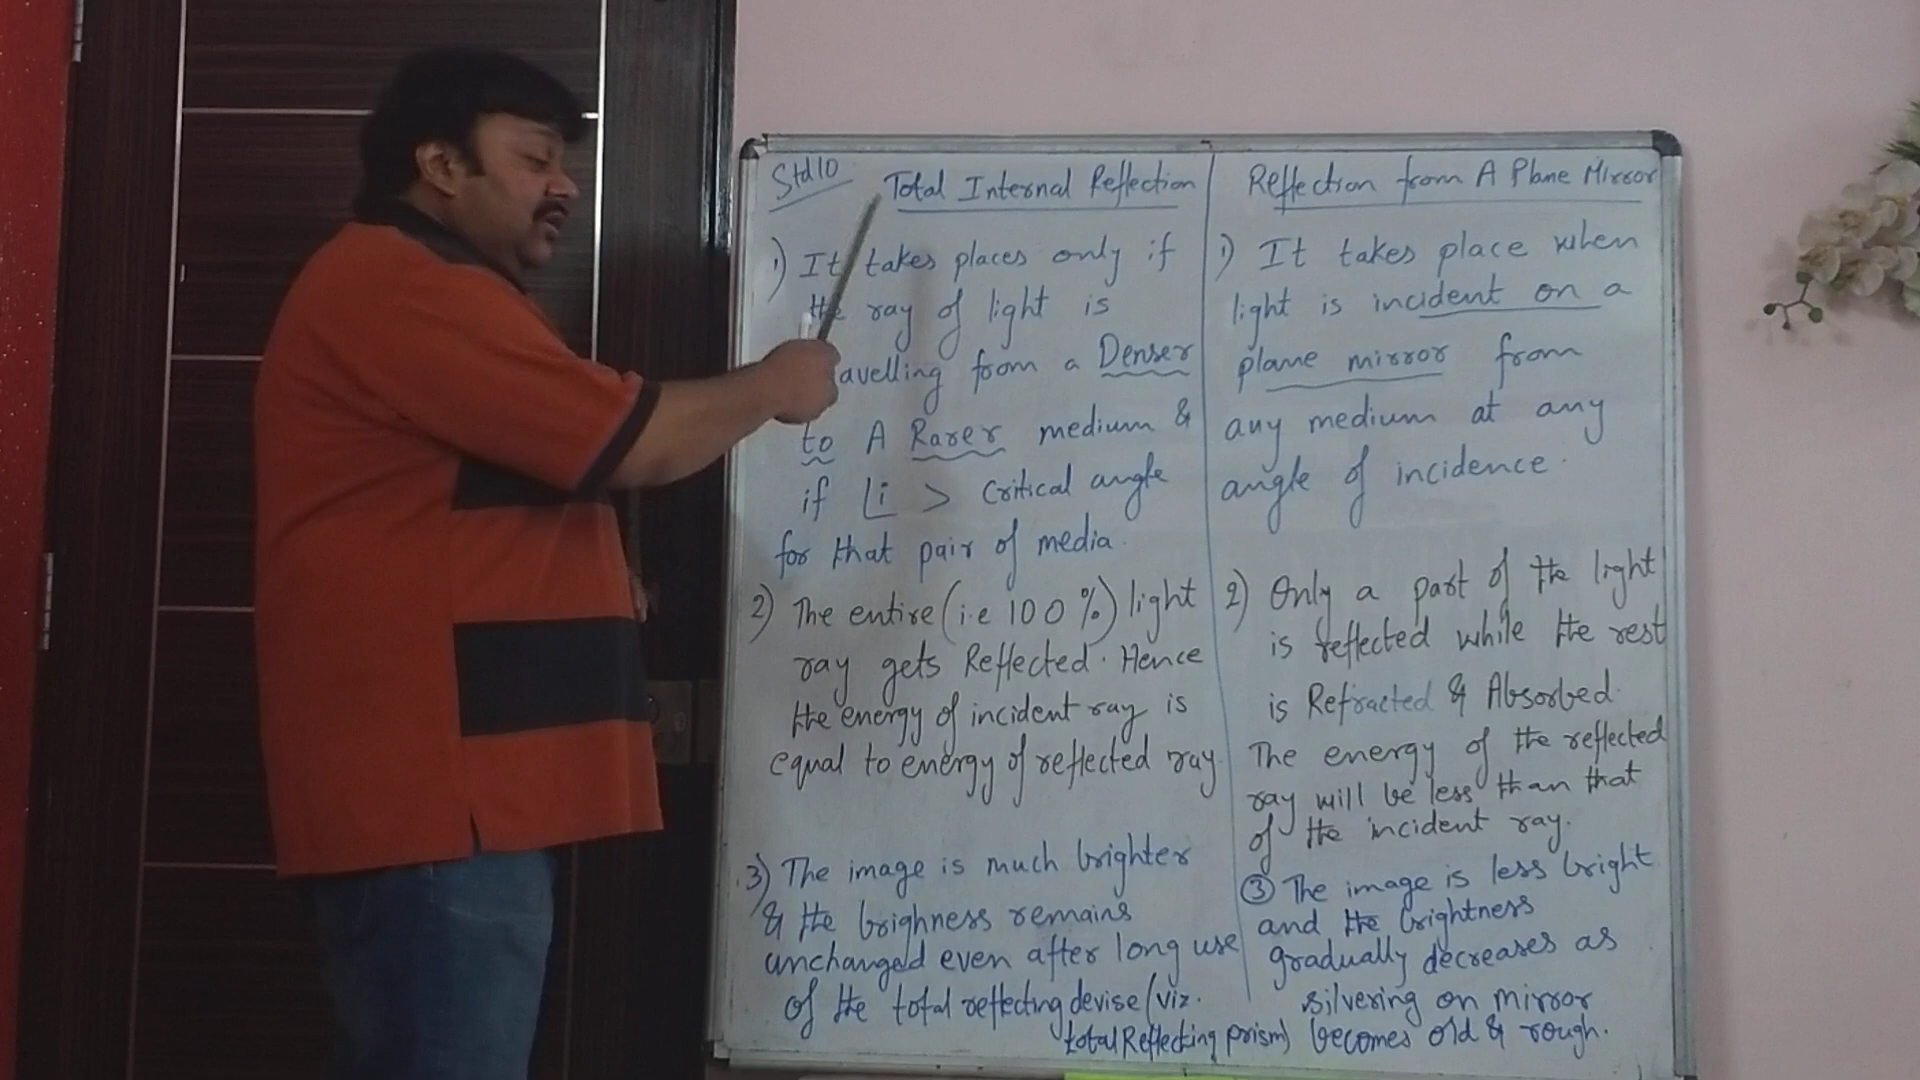 Std 10
Total Internal Reflection
1) It takes places only if
the ray of light is
avelling from a Denser
to A Rarer medium &
if ∠i > Critical angle
for that pair of media.
2) The entire (i.e 100%) light
ray gets Reflected. Hence
the energy of incident ray is
equal to energy of reflected ray.
3) The image is much brighter
& the brighness remains
unchanged even after long use
of the total reflecting devise (viz.
total Reflecting prism)
Reflection from A Plane Mirror
1) It takes place when
light is incident on a
plane mirror from
any medium at any
angle of incidence.
2) Only a part of the light
is reflected while the rest
is Refracted & Absorbed.
The energy of the reflected
ray will be less than that
of the incident ray.
3 The image is less bright
and the brightness
gradually decreases as
silvering on mirror
becomes old & rough.